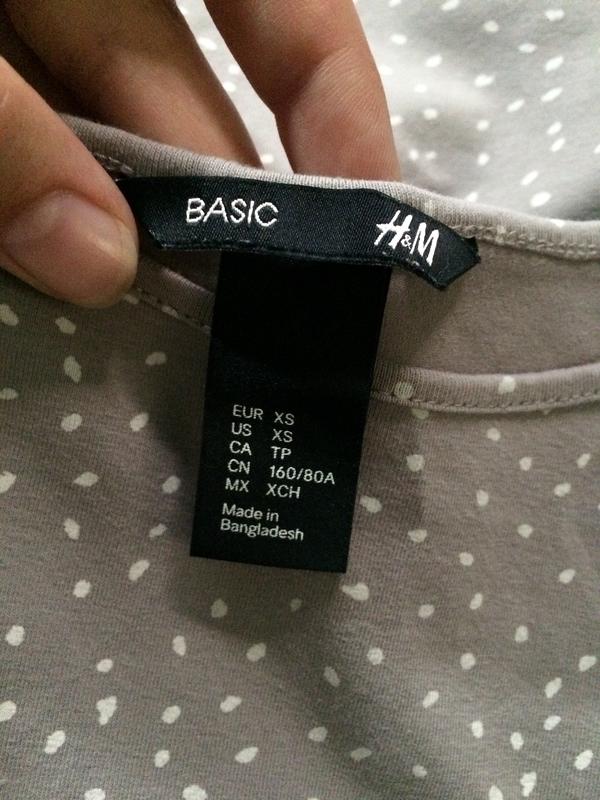 BASIC H&M
EUR XS
US XS
CA TP
CN 160/80A
MX XCH
Made in
Bangladesh